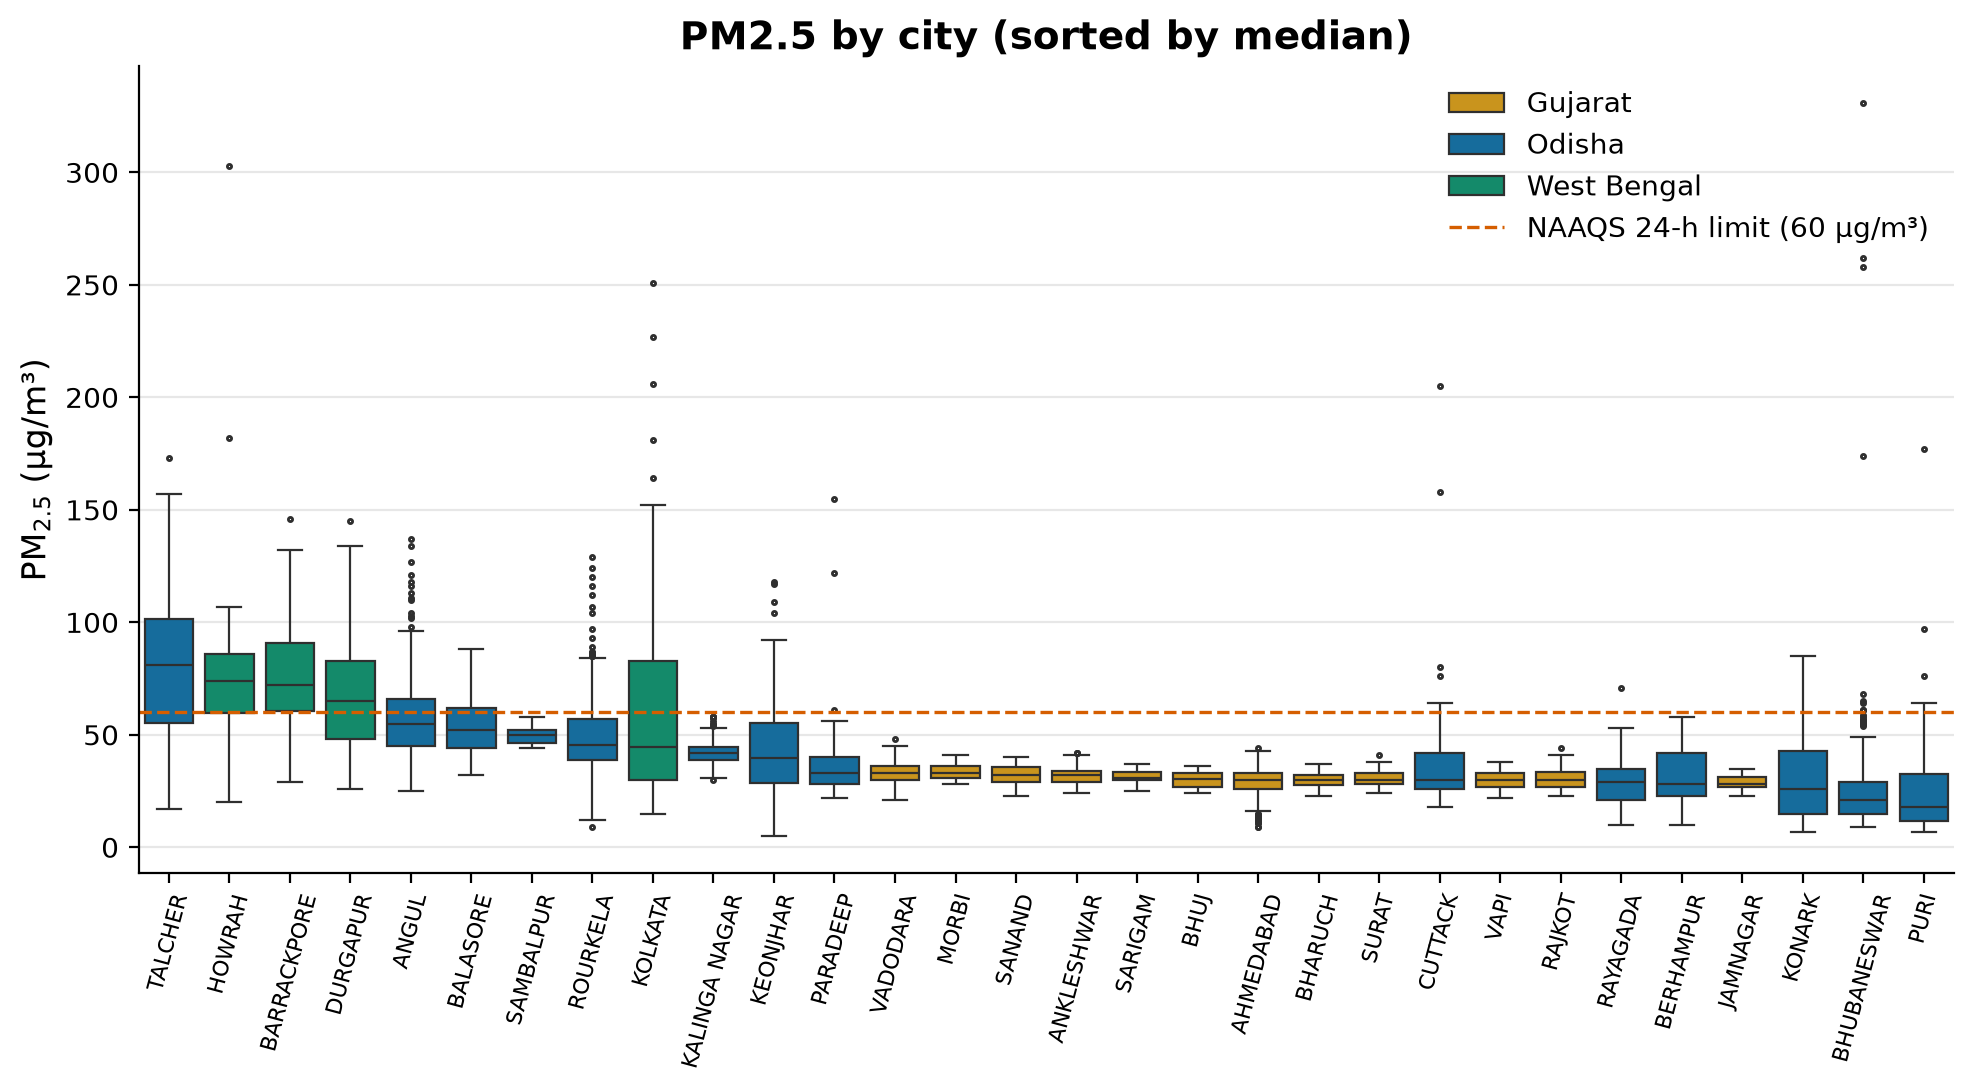 PM2.5 by city (sorted by median)
Gujarat
Odisha
West Bengal
NAAQS 24-h limit (60 µg/m³)
PM₂.₅ (µg/m³)
300
250
200
150
100
50
0
TALCHER
HOWRAH
BARRACKPORE
DURGAPUR
ANGUL
BALASORE
SAMBALPUR
ROURKELA
KOLKATA
KALINGA NAGAR
KEONJHAR
PARADEEP
VADODARA
MORBI
SANAND
ANKLESHWAR
SARIGAM
BHUJ
AHMEDABAD
BHARUCH
SURAT
CUTTACK
VAPI
RAJKOT
RAYAGADA
BERHAMPUR
JAMNAGAR
KONARK
BHUBANESWAR
PURI